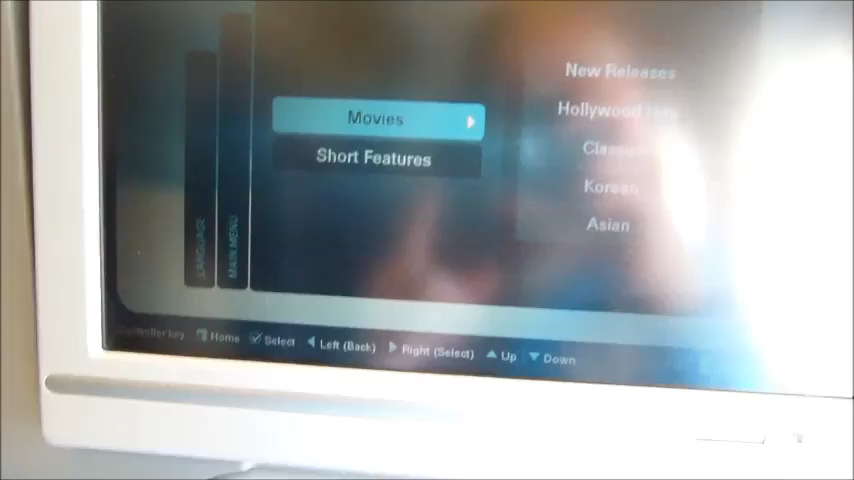 LANGUAGE
MAIN MENU
Movies
Short Features
New Releases
Hollywood
Korean
Asian
Home Select Left (Back) Right (Select) Up Down